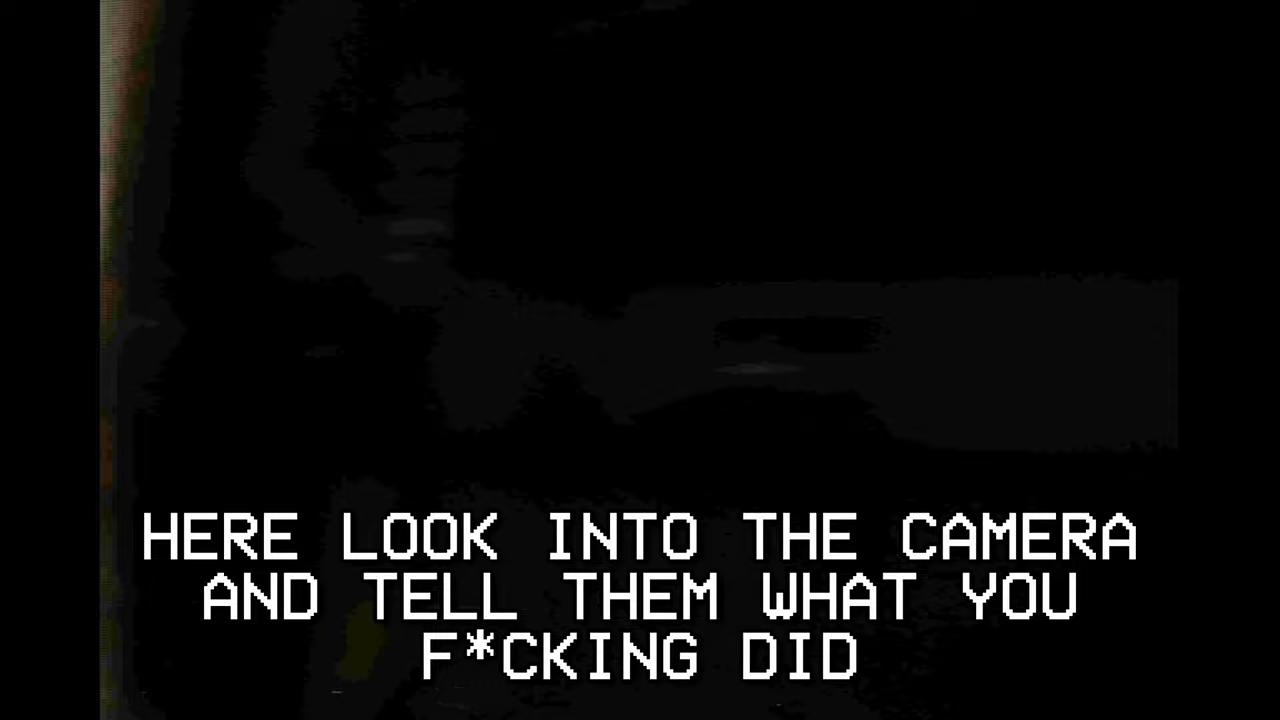 HERE LOOK INTO THE CAMERA
AND TELL THEM WHAT YOU
F*CKING DID